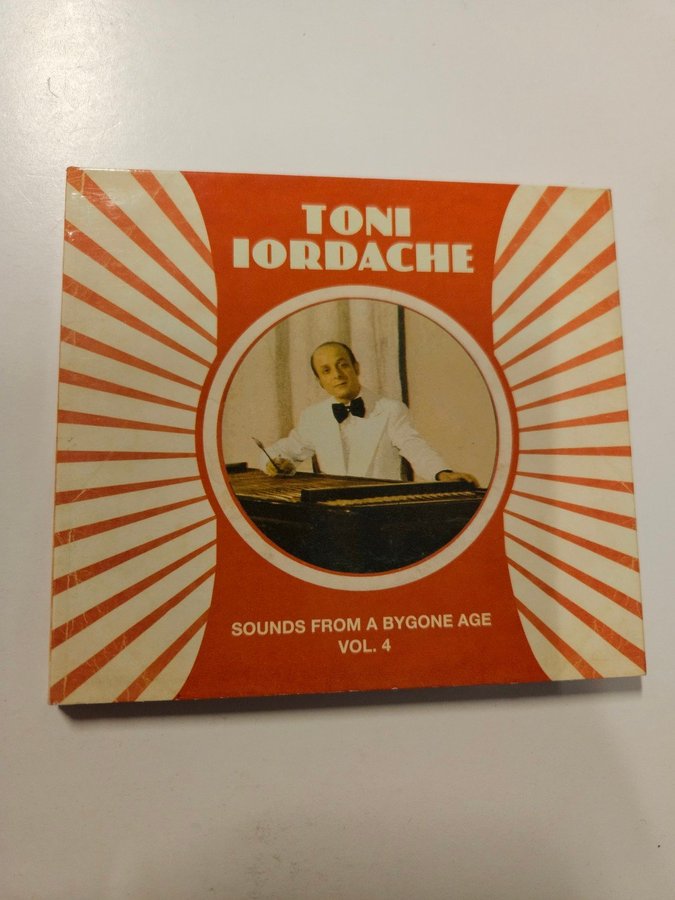 TONI
IORDACHE
SOUNDS FROM A BYGONE AGE
VOL. 4